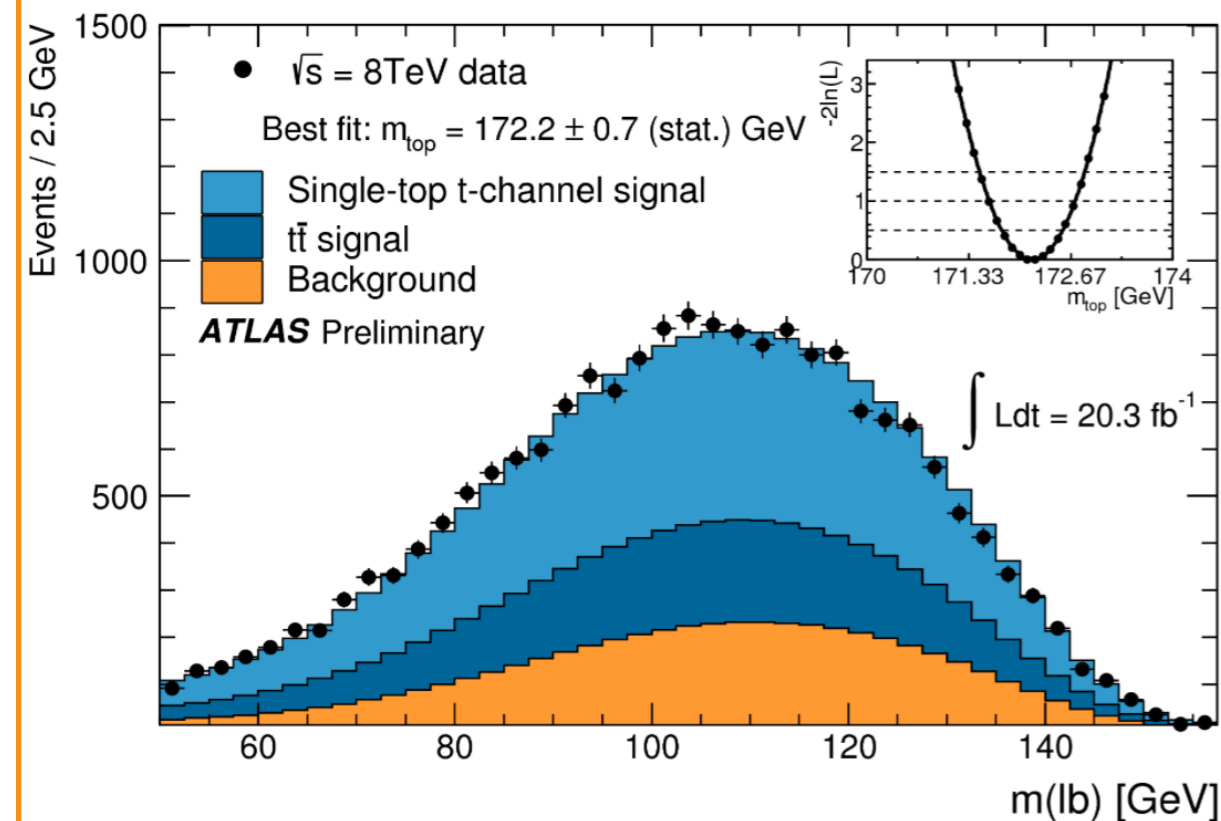 Events / 2.5 GeV
1500
1000
500
√s = 8TeV data
Best fit: m_top = 172.2 ± 0.7 (stat.) GeV
Single-top t-channel signal
tt̄ signal
Background
ATLAS Preliminary
-2ln(L)
3
2
1
0
170 171.33 172.67 174
m_top [GeV]
∫ Ldt = 20.3 fb⁻¹
60 80 100 120 140
m(lb) [GeV]